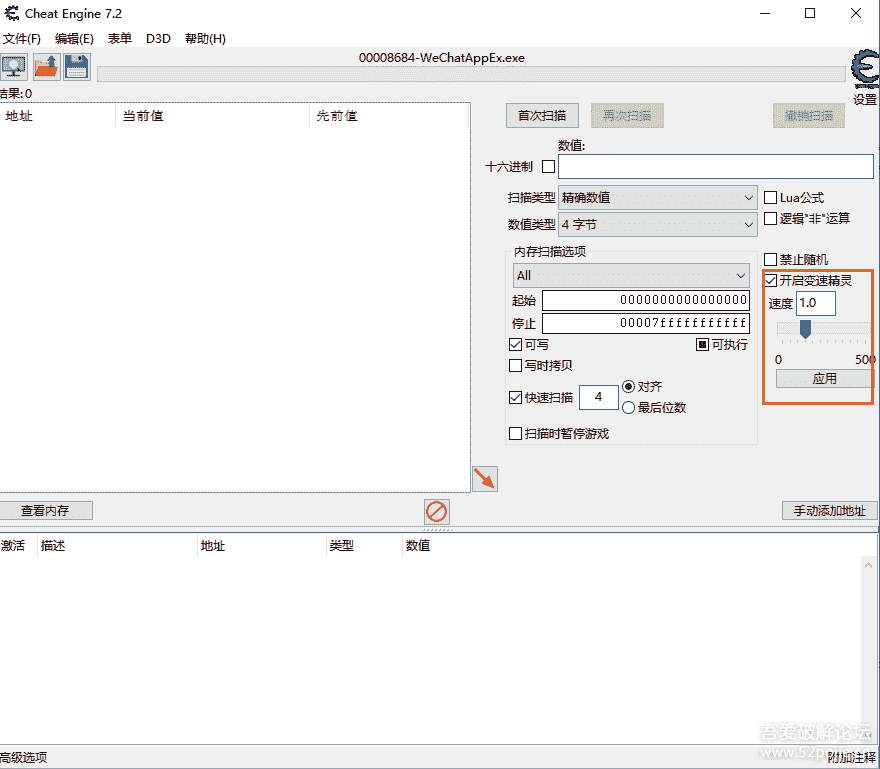 Cheat Engine 7.2
文件(F) 编辑(E) 表单 D3D 帮助(H)
00008684-WeChatAppEx.exe
设置
结果:0
地址 当前值 先前值
首次扫描 再次扫描 撤销扫描
数值:
十六进制
扫描类型 精确数值
Lua公式
数值类型 4 字节
逻辑"非"运算
内存扫描选项
All
禁止随机
开启变速精灵
起始 0000000000000000
速度 1.0
停止 00007fffffffffff
可写 可执行
0 500
写时拷贝
应用
快速扫描 4 对齐
最后位数
扫描时暂停游戏
查看内存 手动添加地址
激活 描述 地址 类型 数值
吾爱破解论坛
高级选项 附加注释